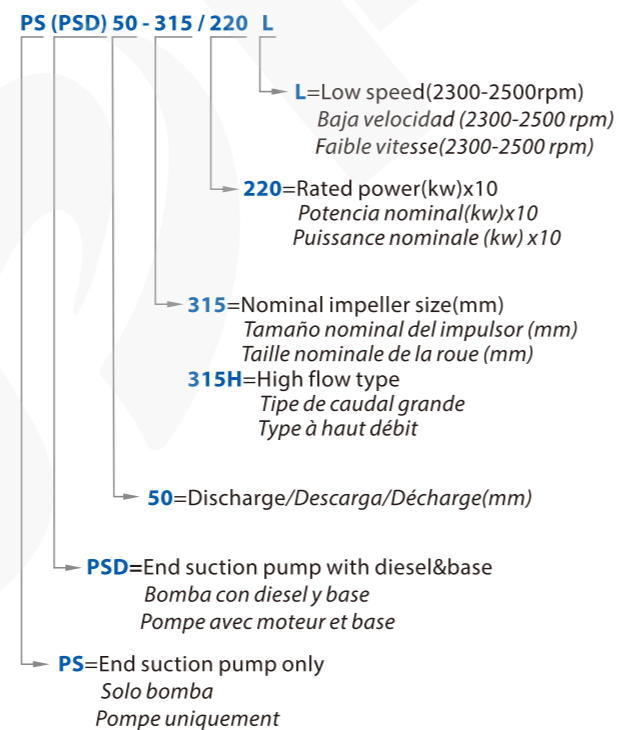 PS (PSD) 50 - 315 / 220 L
L=Low speed(2300-2500rpm)
Baja velocidad (2300-2500 rpm)
Faible vitesse(2300-2500 rpm)
220=Rated power(kw)x10
Potencia nominal(kw)x10
Puissance nominale (kw) x10
315=Nominal impeller size(mm)
Tamaño nominal del impulsor (mm)
Taille nominale de la roue (mm)
315H=High flow type
Tipe de caudal grande
Type à haut débit
50=Discharge/Descarga/Décharge(mm)
PSD=End suction pump with diesel&base
Bomba con diesel y base
Pompe avec moteur et base
PS=End suction pump only
Solo bomba
Pompe uniquement